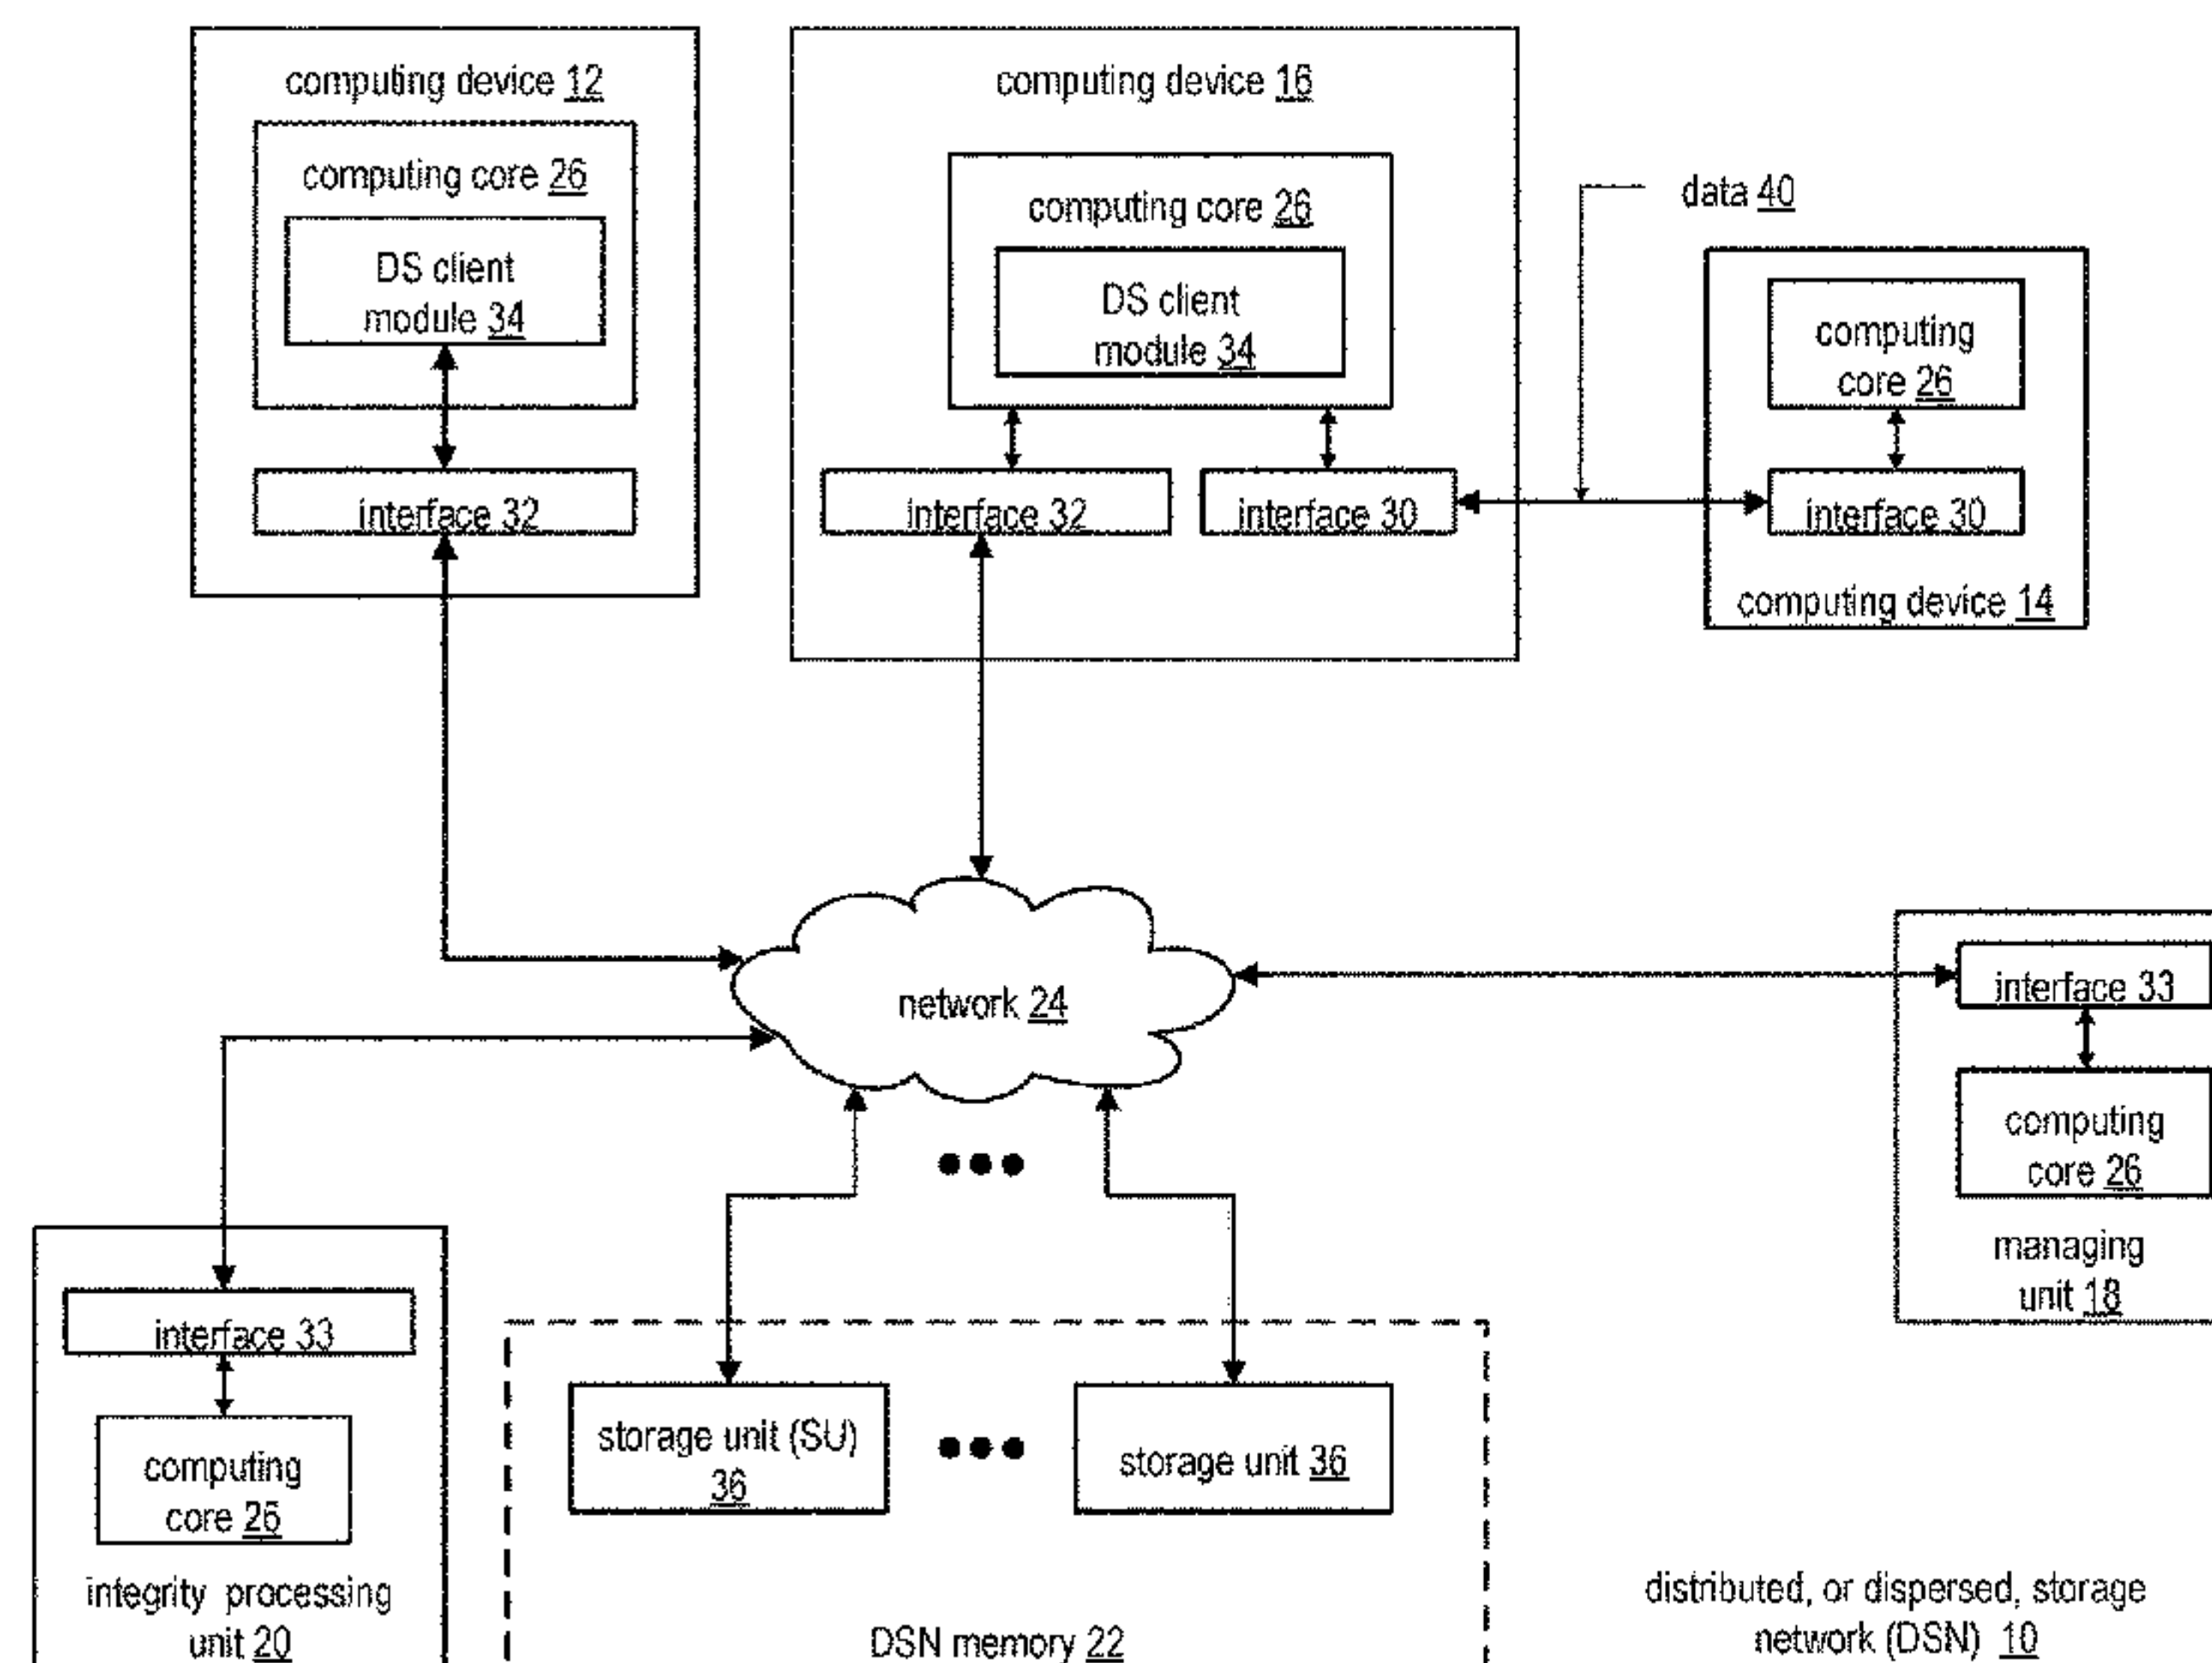 computing device 12
computing core 26
DS client
module 34
interface 32
computing device 16
computing core 26
DS client
module 34
interface 32
interface 30
data 40
computing
core 26
interface 30
computing device 14
network 24
interface 33
computing
core 26
managing
unit 18
interface 33
computing
core 26
integrity processing
unit 20
storage unit (SU)
36
storage unit 36
DSN memory 22
distributed, or dispersed, storage
network (DSN) 10